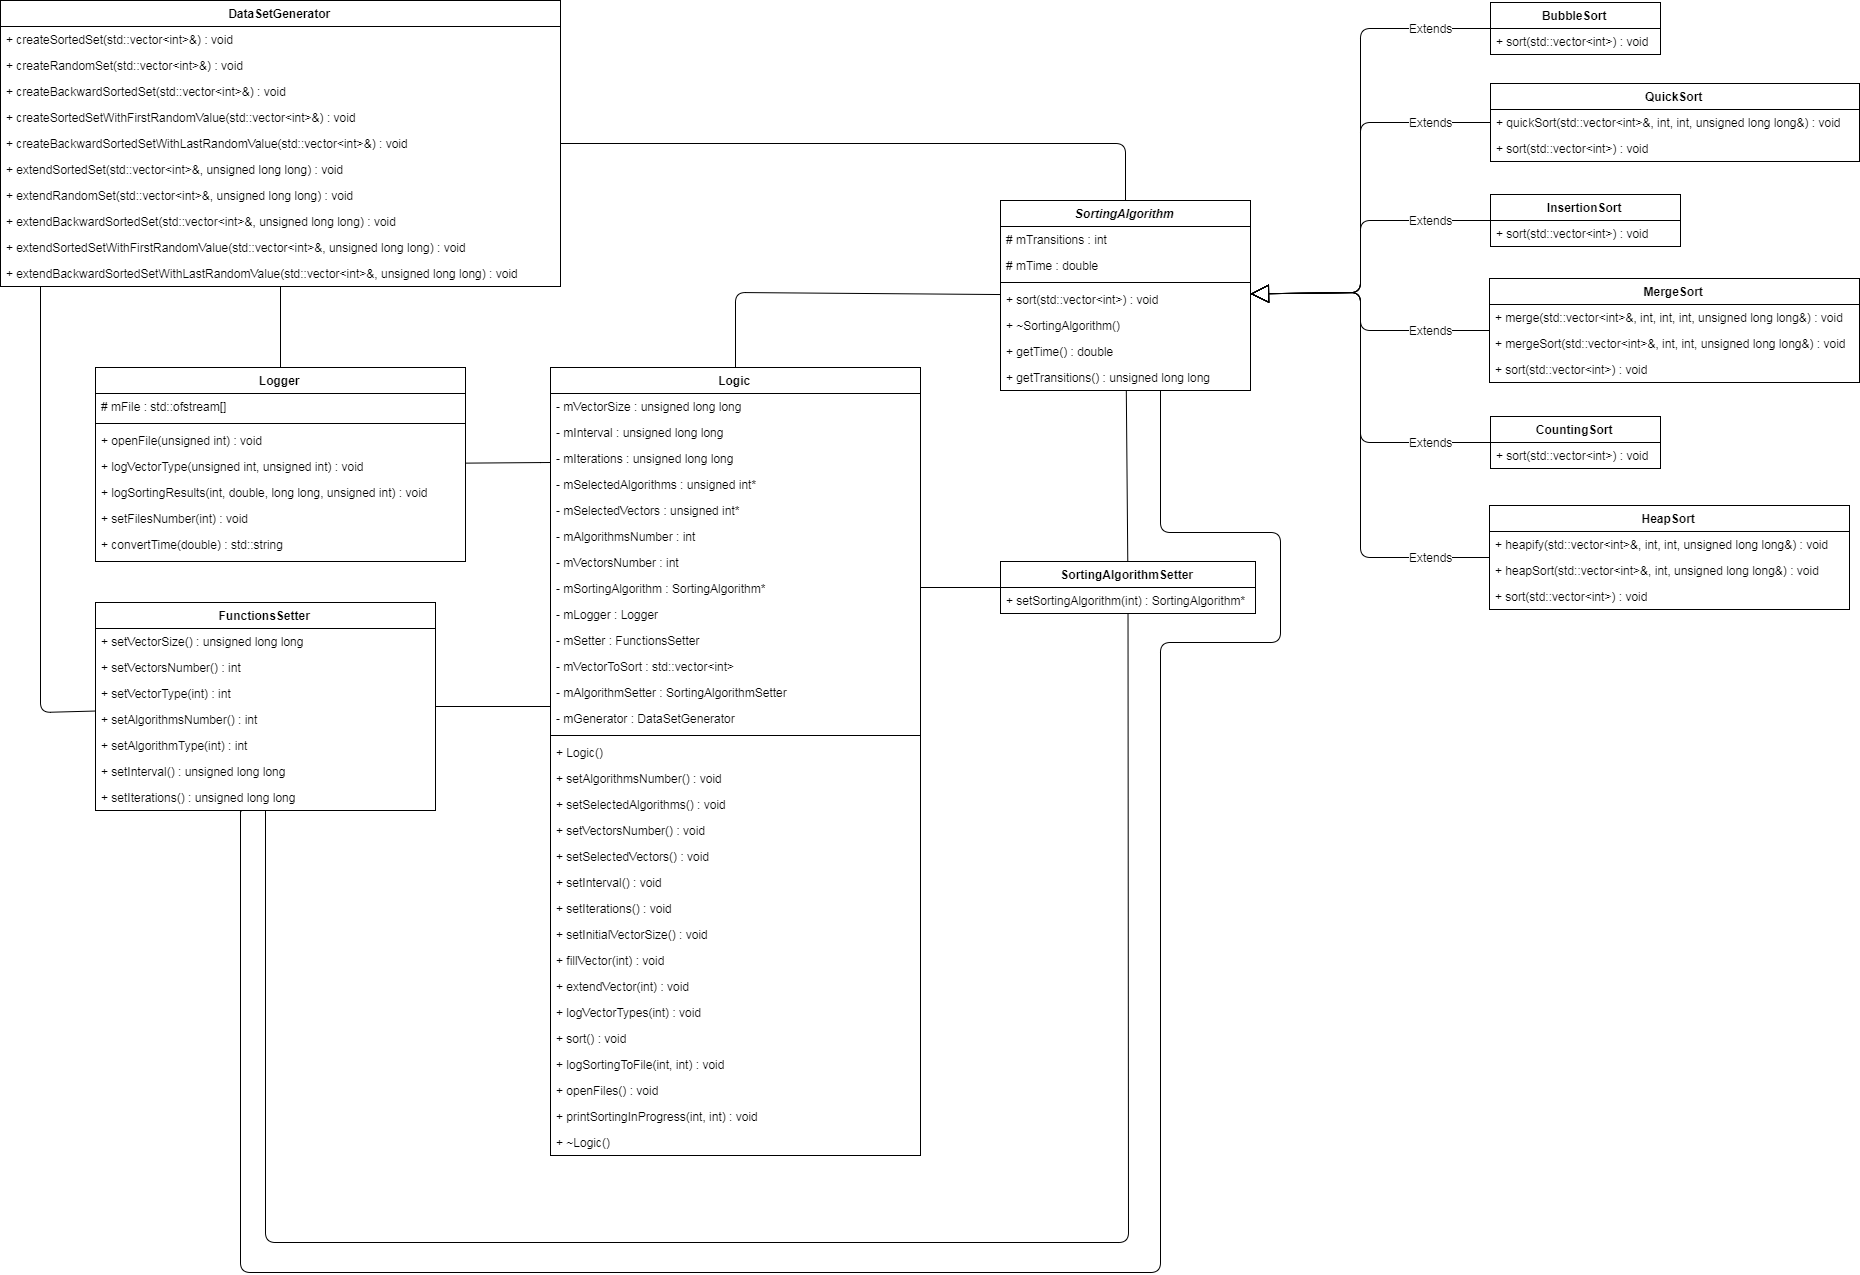 DataSetGenerator
+ createSortedSet(std::vector<int>&) : void
+ createRandomSet(std::vector<int>&) : void
+ createBackwardSortedSet(std::vector<int>&) : void
+ createSortedSetWithFirstRandomValue(std::vector<int>&) : void
+ createBackwardSortedSetWithLastRandomValue(std::vector<int>&) : void
+ extendSortedSet(std::vector<int>&, unsigned long long) : void
+ extendRandomSet(std::vector<int>&, unsigned long long) : void
+ extendBackwardSortedSet(std::vector<int>&, unsigned long long) : void
+ extendSortedSetWithFirstRandomValue(std::vector<int>&, unsigned long long) : void
+ extendBackwardSortedSetWithLastRandomValue(std::vector<int>&, unsigned long long) : void
Logger
# mFile : std::ofstream[]
+ openFile(unsigned int) : void
+ logVectorType(unsigned int, unsigned int) : void
+ logSortingResults(int, double, long long, unsigned int) : void
+ setFilesNumber(int) : void
+ convertTime(double) : std::string
FunctionsSetter
+ setVectorSize() : unsigned long long
+ setVectorsNumber() : int
+ setVectorType(int) : int
+ setAlgorithmsNumber() : int
+ setAlgorithmType(int) : int
+ setInterval() : unsigned long long
+ setIterations() : unsigned long long
Logic
- mVectorSize : unsigned long long
- mInterval : unsigned long long
- mIterations : unsigned long long
- mSelectedAlgorithms : unsigned int*
- mSelectedVectors : unsigned int*
- mAlgorithmsNumber : int
- mVectorsNumber : int
- mSortingAlgorithm : SortingAlgorithm*
- mLogger : Logger
- mSetter : FunctionsSetter
- mVectorToSort : std::vector<int>
- mAlgorithmSetter : SortingAlgorithmSetter
- mGenerator : DataSetGenerator
+ Logic()
+ setAlgorithmsNumber() : void
+ setSelectedAlgorithms() : void
+ setVectorsNumber() : void
+ setSelectedVectors() : void
+ setInterval() : void
+ setIterations() : void
+ setInitialVectorSize() : void
+ fillVector(int) : void
+ extendVector(int) : void
+ logVectorTypes(int) : void
+ sort() : void
+ logSortingToFile(int, int) : void
+ openFiles() : void
+ printSortingInProgress(int, int) : void
+ ~Logic()
SortingAlgorithm
# mTransitions : int
# mTime : double
+ sort(std::vector<int>) : void
+ ~SortingAlgorithm()
+ getTime() : double
+ getTransitions() : unsigned long long
SortingAlgorithmSetter
+ setSortingAlgorithm(int) : SortingAlgorithm*
Extends
BubbleSort
+ sort(std::vector<int>) : void
Extends
QuickSort
+ quickSort(std::vector<int>&, int, int, unsigned long long&) : void
+ sort(std::vector<int>) : void
Extends
InsertionSort
+ sort(std::vector<int>) : void
Extends
MergeSort
+ merge(std::vector<int>&, int, int, int, unsigned long long&) : void
+ mergeSort(std::vector<int>&, int, int, unsigned long long&) : void
+ sort(std::vector<int>) : void
Extends
CountingSort
+ sort(std::vector<int>) : void
Extends
HeapSort
+ heapify(std::vector<int>&, int, int, unsigned long long&) : void
+ heapSort(std::vector<int>&, int, unsigned long long&) : void
+ sort(std::vector<int>) : void